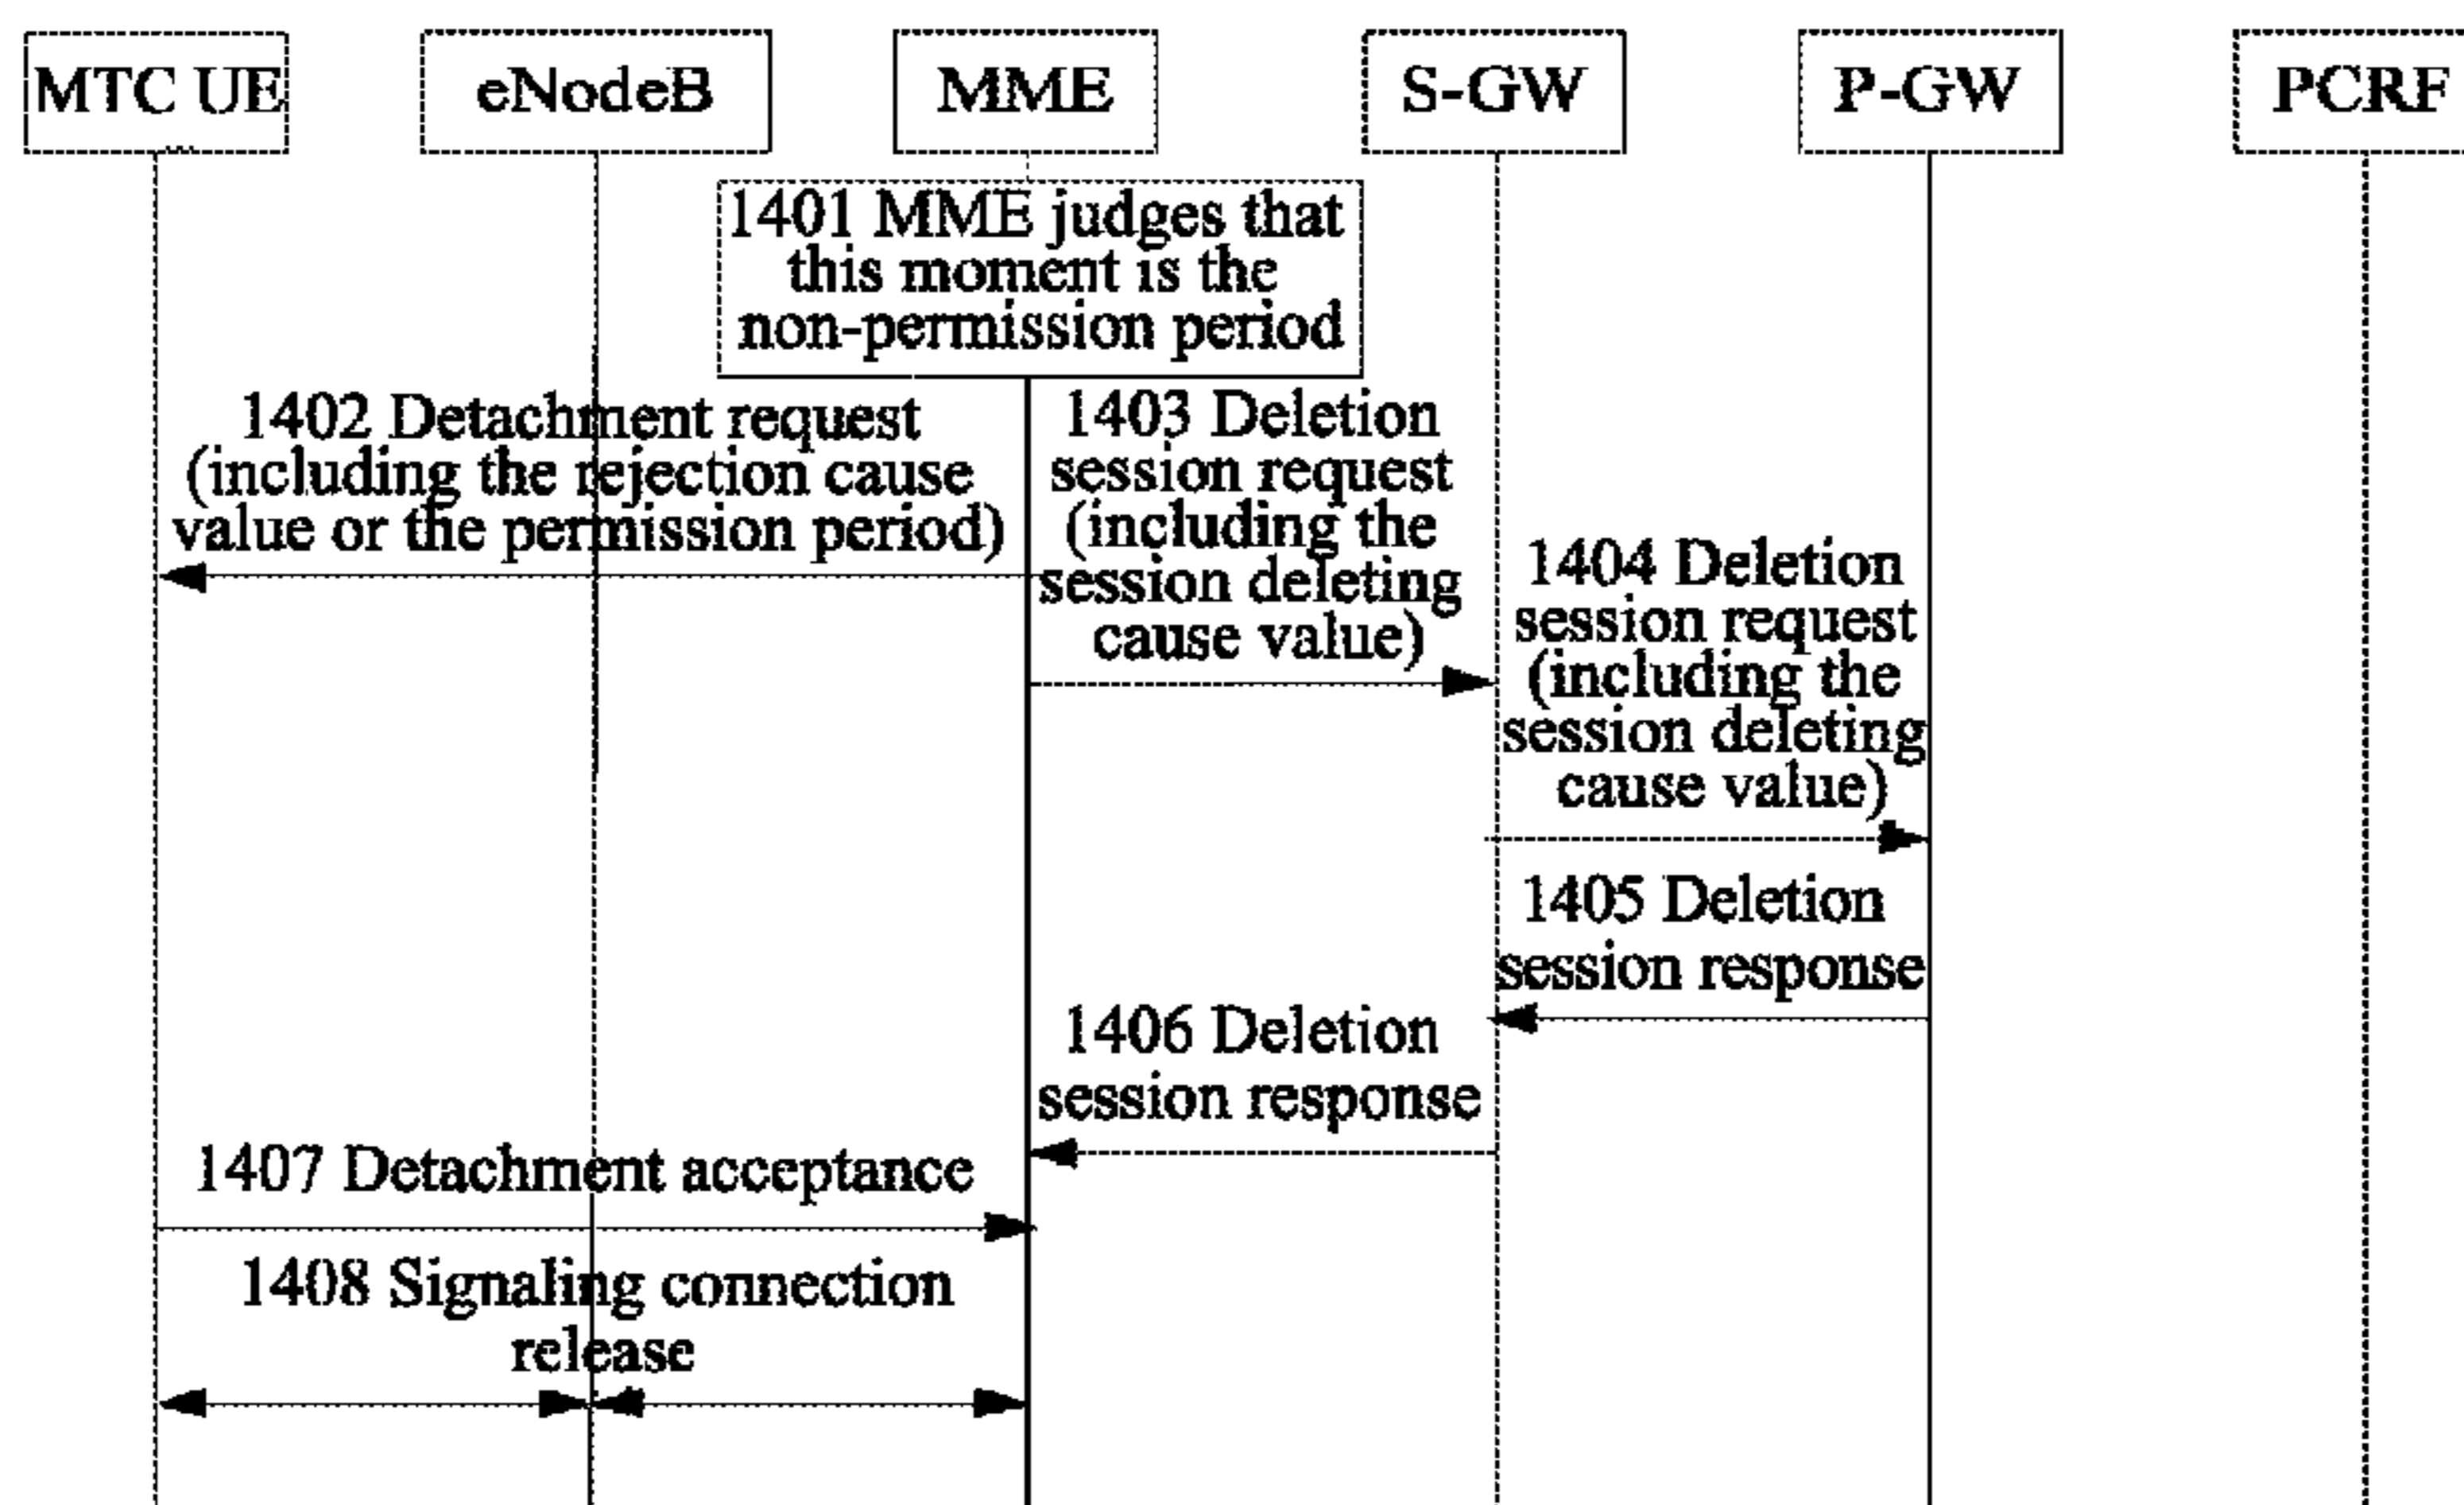 MTC UE
eNodeB
MME
S-GW
P-GW
PCRF
1401 MME judges that
this moment is the
non-permission period
1402 Detachment request
(including the rejection cause
value or the permission period)
1403 Deletion
session request
(including the
session deleting
cause value)
1404 Deletion
session request
(including the
session deleting
cause value)
1405 Deletion
session response
1406 Deletion
session response
1407 Detachment acceptance
1408 Signaling connection
release